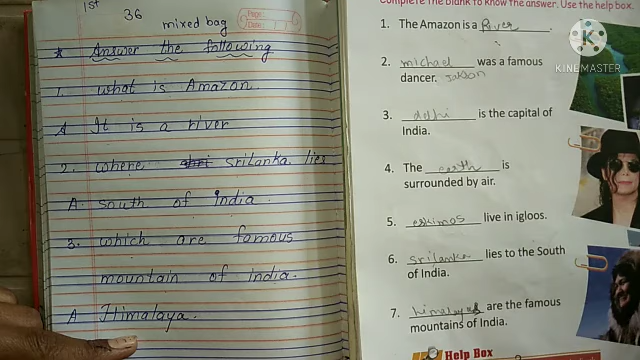 1st
36
mixed bag
Page:
Date:
* Answer the following
1. what is Amazon.
A It is a river
2. where srilanka lies
A. south of India.
3. which are famous
mountain of India.
A Himalaya.
Complete the blank to know the answer. Use the help box.
1. The Amazon is a River.
2. michael was a famous
dancer. Jakson
3. delhi is the capital of
India.
4. The earth is
surrounded by air.
5. eskimos live in igloos.
6. srilanka lies to the South
of India.
7. himalayas are the famous
mountains of India.
Help Box
KINEMASTER